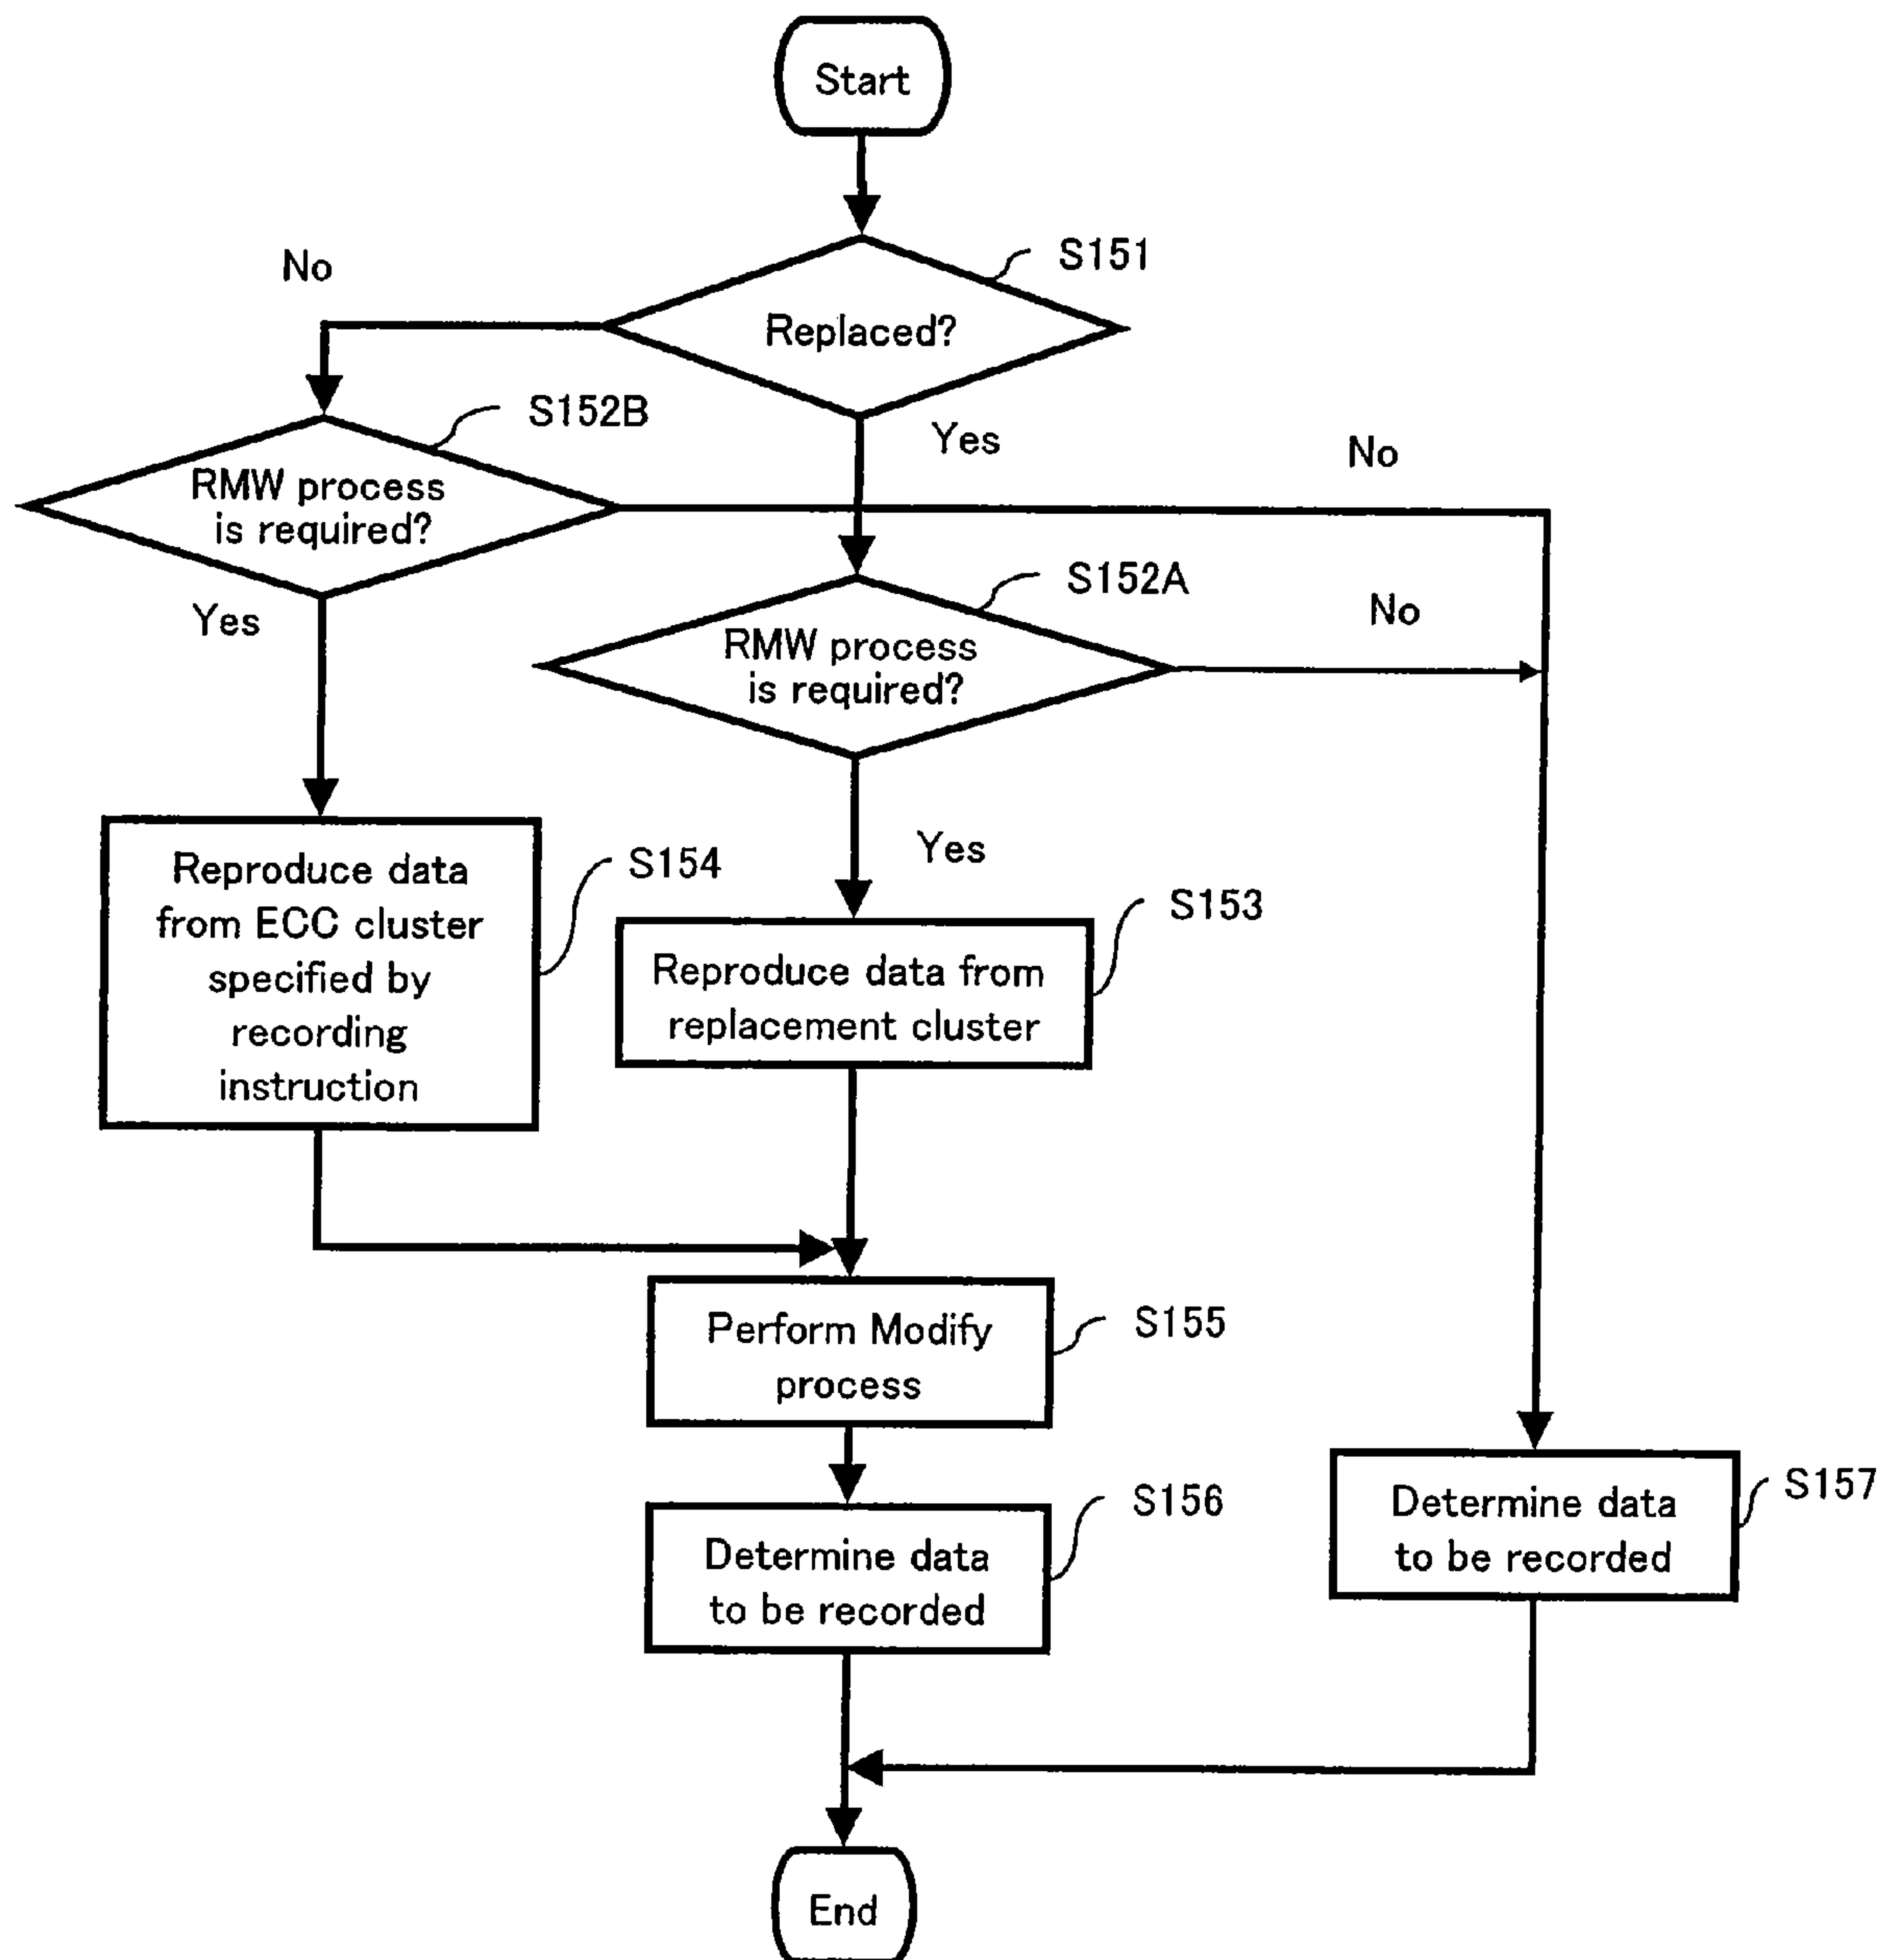 Start
S151
No
Replaced?
S152B
Yes
No
RMW process
is required?
S152A
Yes
No
RMW process
is required?
Yes
S154
Reproduce data
from ECC cluster
specified by
recording
instruction
S153
Reproduce data from
replacement cluster
S155
Perform Modify
process
S156
Determine data
to be recorded
S157
Determine data
to be recorded
End